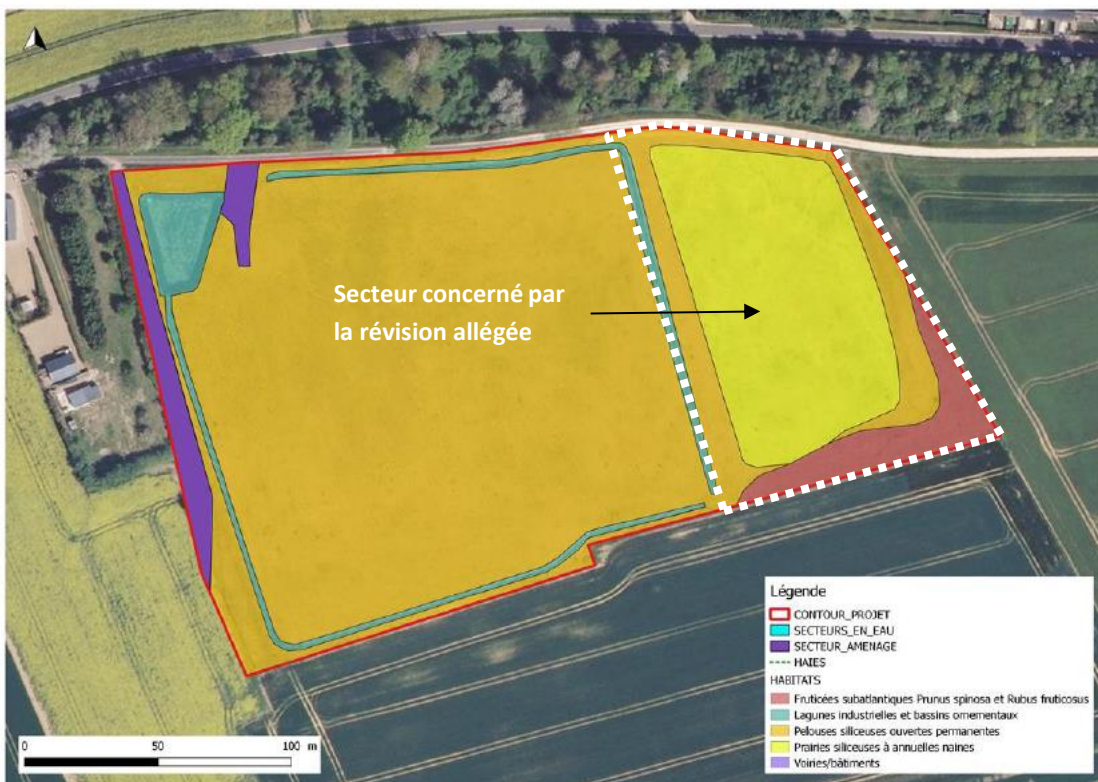 Secteur concerné par
la révision allégée
Légende
CONTOUR_PROJET
SECTEURS_EN_EAU
SECTEUR_AMENAGE
HAIES
HABITATS
Fruticées subatlantiques Prunus spinosa et Rubus fruticosus
Lagunes industrielles et bassins ornementaux
Pelouses siliceuses ouvertes permanentes
Prairies siliceuses à annuelles naines
Voiries/bâtiments
0 50 100 m